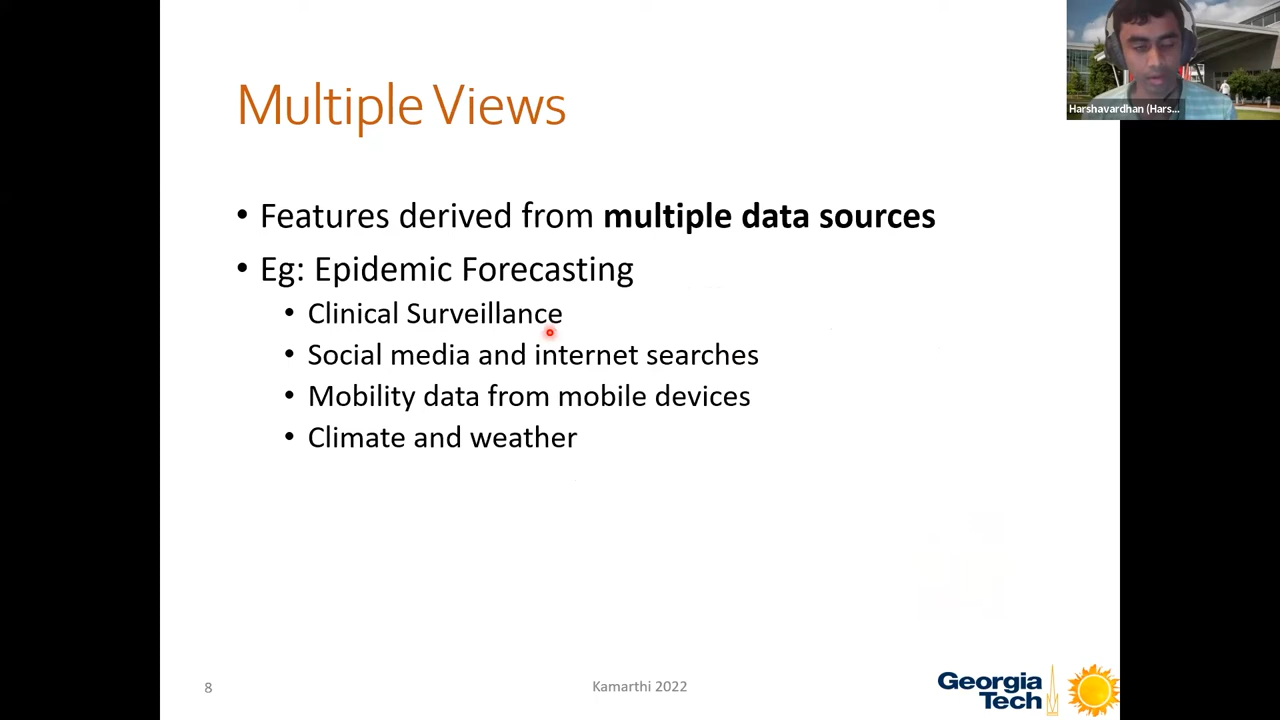 Harshavardhan (Hars...
Multiple Views
• Features derived from multiple data sources
• Eg: Epidemic Forecasting
• Clinical Surveillance
• Social media and internet searches
• Mobility data from mobile devices
• Climate and weather
8
Kamarthi 2022
Georgia
Tech